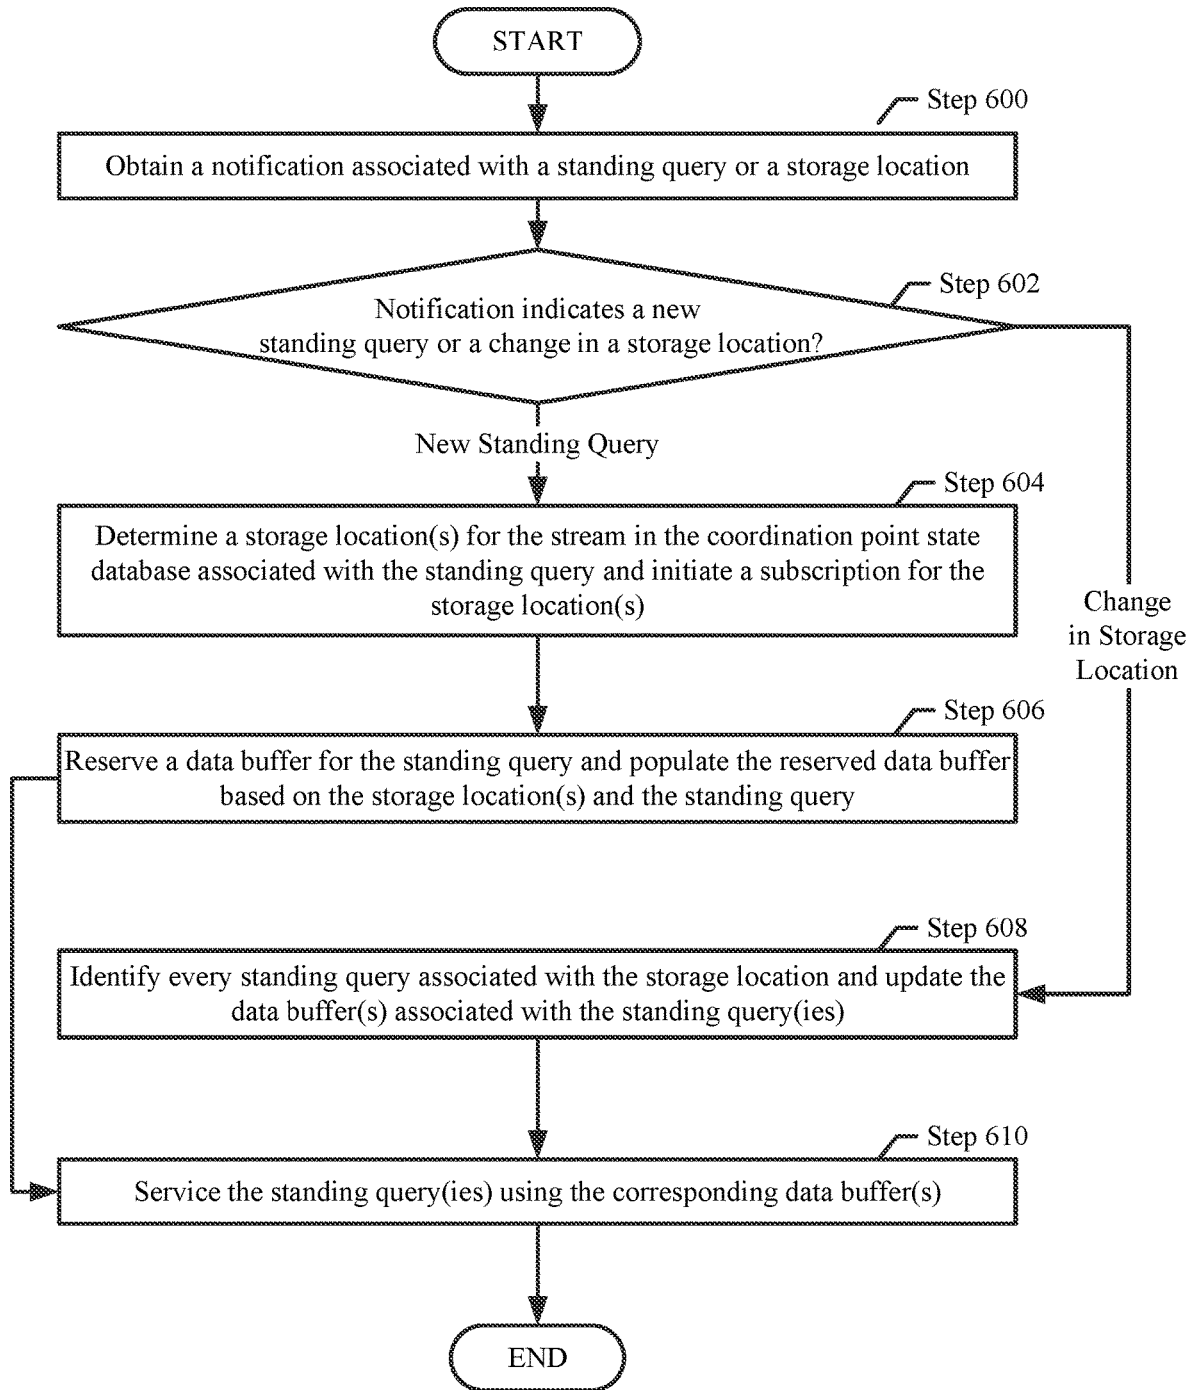 START
Step 600
Obtain a notification associated with a standing query or a storage location
Step 602
Notification indicates a new
standing query or a change in a storage location?
New Standing Query
Step 604
Determine a storage location(s) for the stream in the coordination point state
database associated with the standing query and initiate a subscription for the
storage location(s)
Change
in Storage
Location
Step 606
Reserve a data buffer for the standing query and populate the reserved data buffer
based on the storage location(s) and the standing query
Step 608
Identify every standing query associated with the storage location and update the
data buffer(s) associated with the standing query(ies)
Step 610
Service the standing query(ies) using the corresponding data buffer(s)
END